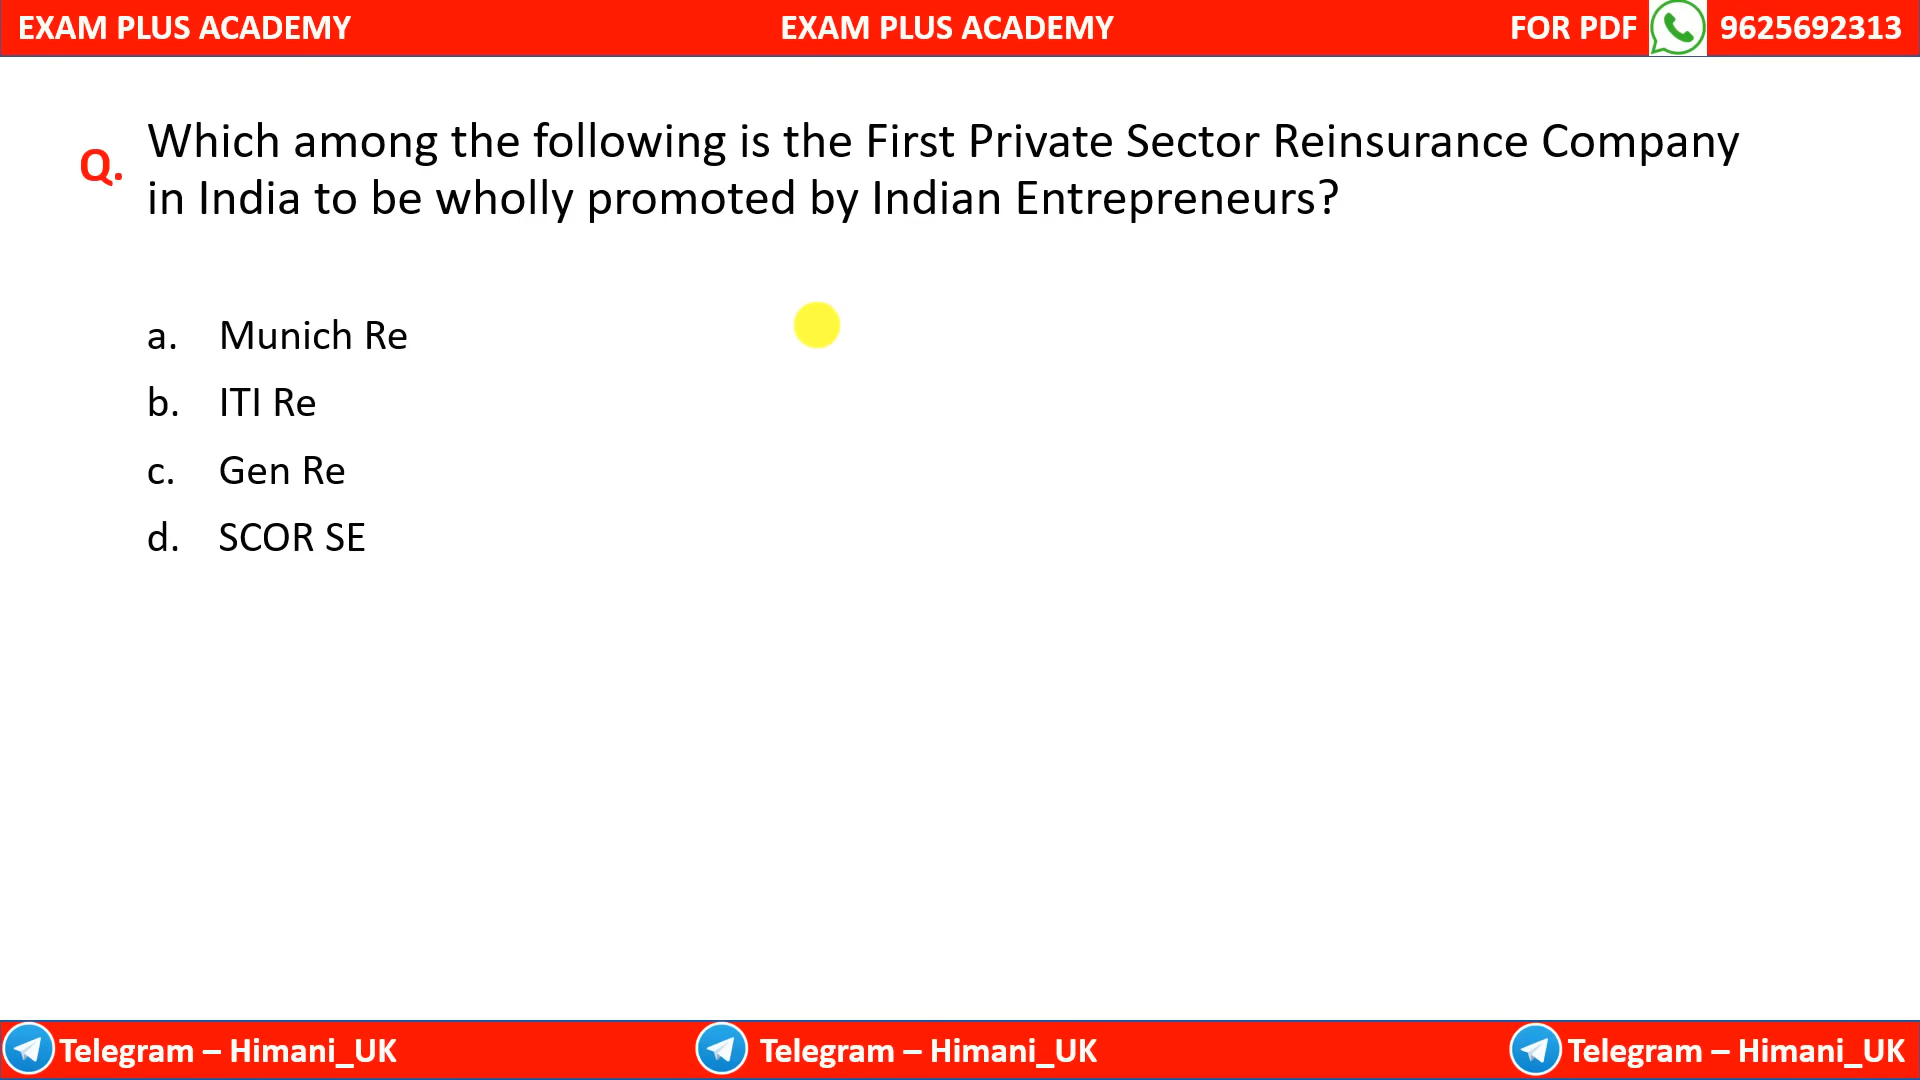 EXAM PLUS ACADEMY EXAM PLUS ACADEMY FOR PDF 9625692313
Q. Which among the following is the First Private Sector Reinsurance Company
in India to be wholly promoted by Indian Entrepreneurs?
a. Munich Re
b. ITI Re
c. Gen Re
d. SCOR SE
Telegram – Himani_UK Telegram – Himani_UK Telegram – Himani_UK